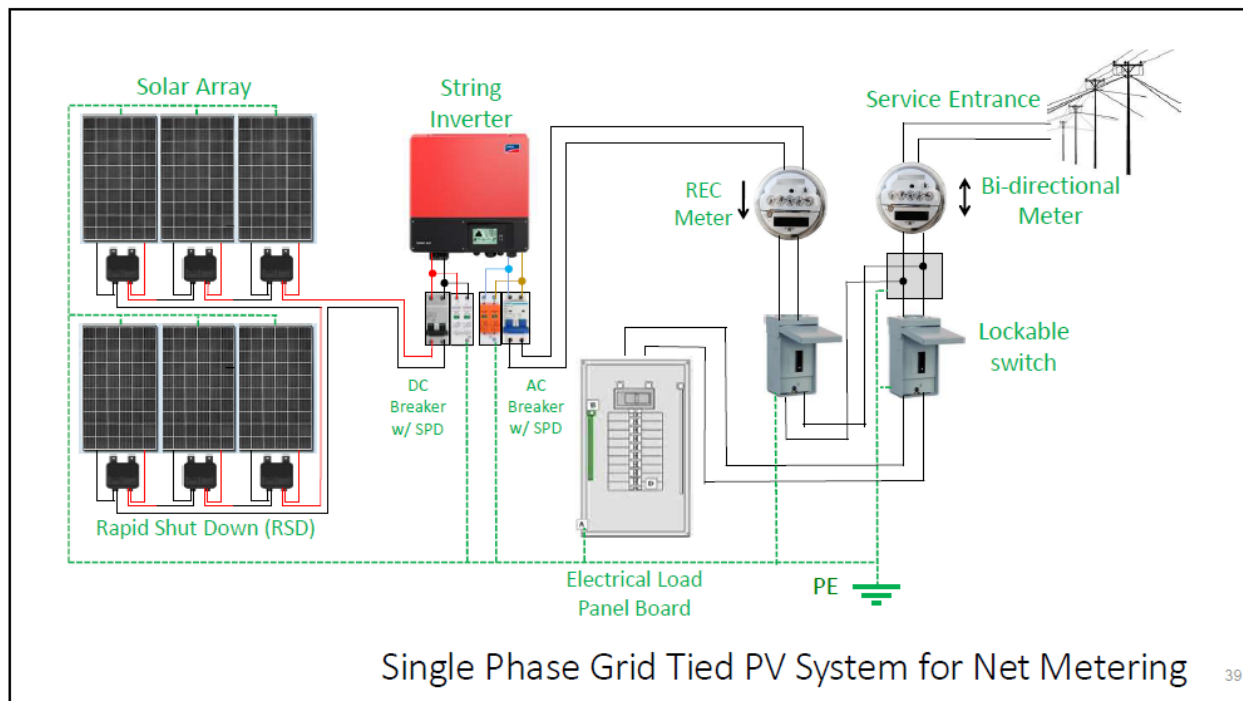 Solar Array
String
Inverter
Service Entrance
REC
Meter
Bi-directional
Meter
Lockable
switch
DC
Breaker
w/ SPD
AC
Breaker
w/ SPD
B
D
A
Rapid Shut Down (RSD)
Electrical Load
Panel Board
PE
Single Phase Grid Tied PV System for Net Metering
39